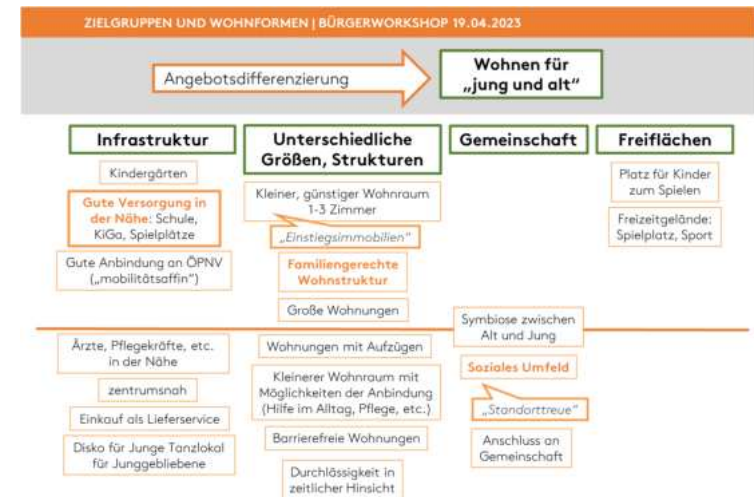 ZIELGRUPPEN UND WOHNFORMEN | BÜRGERWORKSHOP 19.04.2023
Angebotsdifferenzierung
Wohnen für
„jung und alt“
Infrastruktur
Kindergärten
Gute Versorgung in
der Nähe: Schule,
KiGa, Spielplätze
Gute Anbindung an ÖPNV
(„mobilitätsaffin“)
Ärzte, Pflegekräfte, etc.
in der Nähe
zentrumsnah
Einkauf als Lieferservice
Disko für Junge Tanzlokal
für Junggebliebene
Unterschiedliche
Größen, Strukturen
Kleiner, günstiger Wohnraum
1-3 Zimmer
„Einstiegsimmobilien“
Familiengerechte
Wohnstruktur
Große Wohnungen
Wohnungen mit Aufzügen
Kleinerer Wohnraum mit
Möglichkeiten der Anbindung
(Hilfe im Alltag, Pflege, etc.)
Barrierefreie Wohnungen
Durchlässigkeit in
zeitlicher Hinsicht
Gemeinschaft
Symbiose zwischen
Alt und Jung
Soziales Umfeld
„Standorttreue“
Anschluss an
Gemeinschaft
Freiflächen
Platz für Kinder
zum Spielen
Freizeitgelände:
Spielplatz, Sport